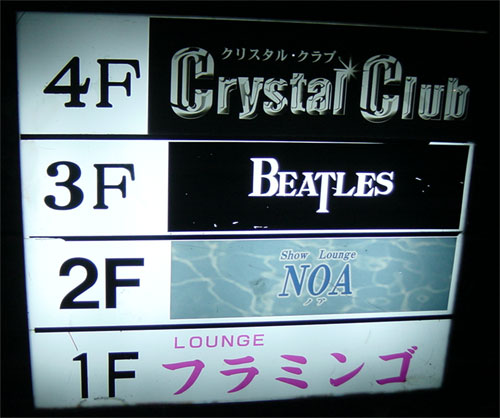 4F
クリスタル・クラブ
Crystal Club
3F
BEATLES
2F
Show Lounge
NOA
ノア
1F
LOUNGE
フラミンゴ